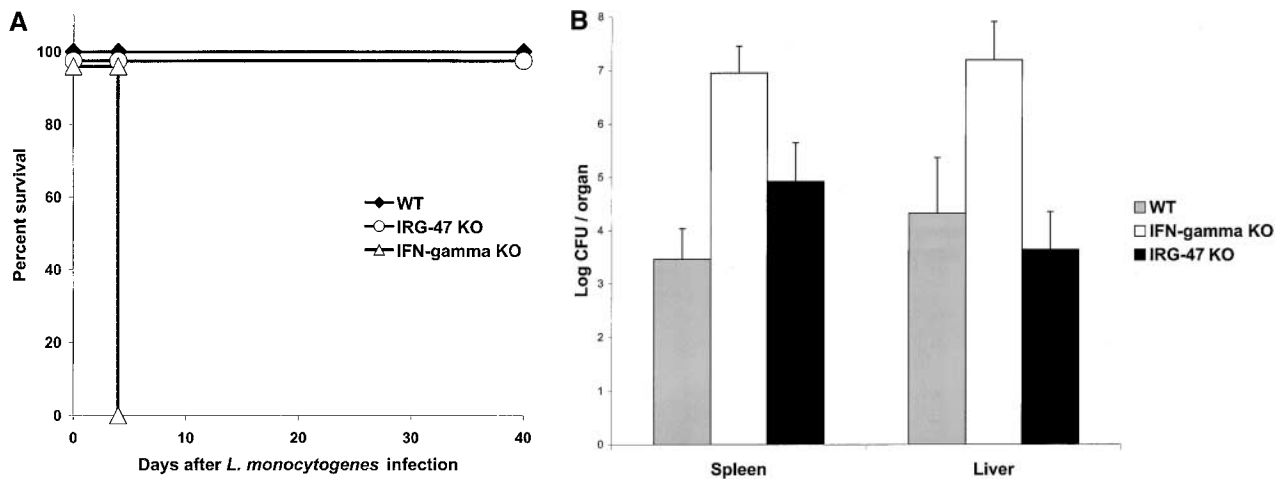 A
Percent survival
100
80
60
40
20
0
0
10
20
30
40
Days after L. monocytogenes infection
WT
IRG-47 KO
IFN-gamma KO
B
Log CFU / organ
8
7
6
5
4
3
2
1
0
Spleen
Liver
WT
IFN-gamma KO
IRG-47 KO